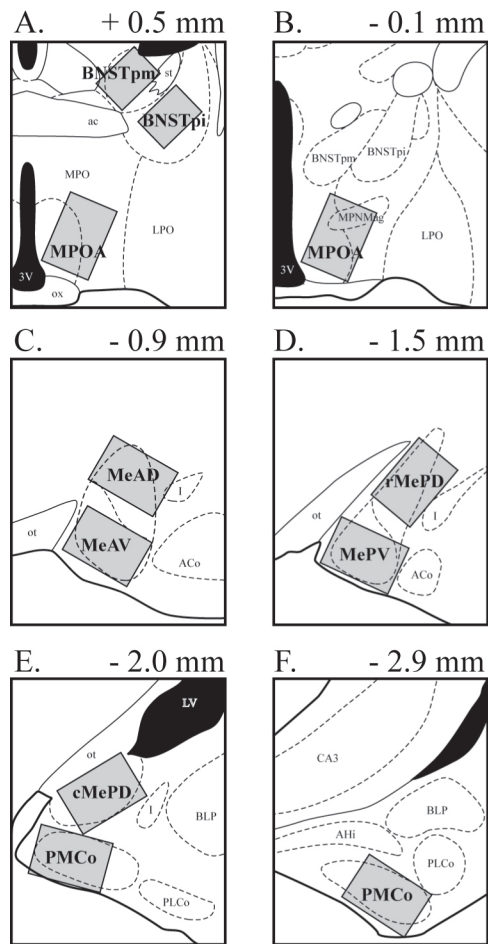 A. + 0.5 mm
BNSTpm
st
BNSTpi
ac
MPO
LPO
MPOA
3V
ox
B. - 0.1 mm
BNSTpm
BNSTpi
MPNMag
LPO
MPOA
3V
C. - 0.9 mm
MeAD
I
ot
MeAV
ACo
D. - 1.5 mm
rMePD
ot
I
MePV
ACo
E. - 2.0 mm
LV
ot
cMePD
I
BLP
PMCo
PLCo
F. - 2.9 mm
CA3
BLP
AHi
PLCo
PMCo